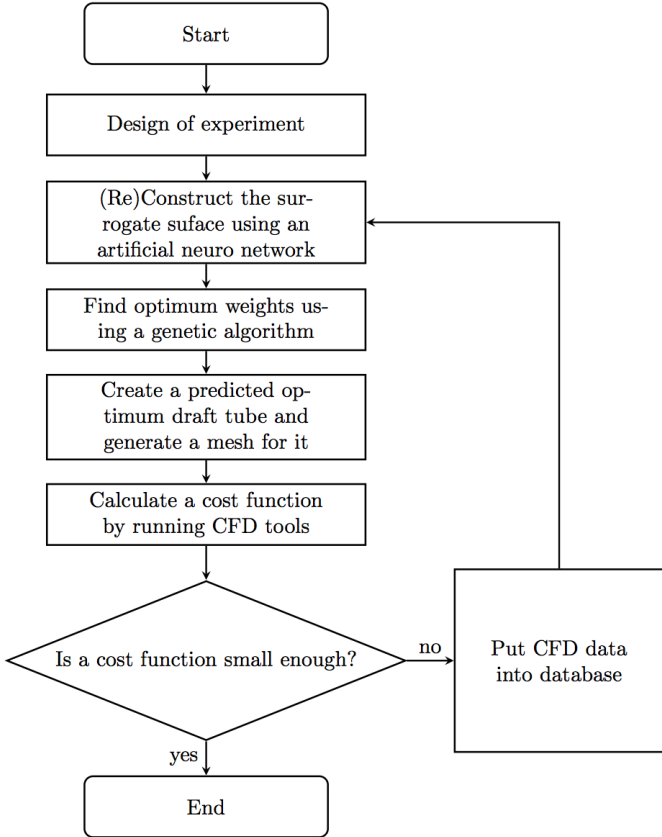 Start
Design of experiment
(Re)Construct the sur-
rogate suface using an
artificial neuro network
Find optimum weights us-
ing a genetic algorithm
Create a predicted op-
timum draft tube and
generate a mesh for it
Calculate a cost function
by running CFD tools
Is a cost function small enough?
no
Put CFD data
into database
yes
End